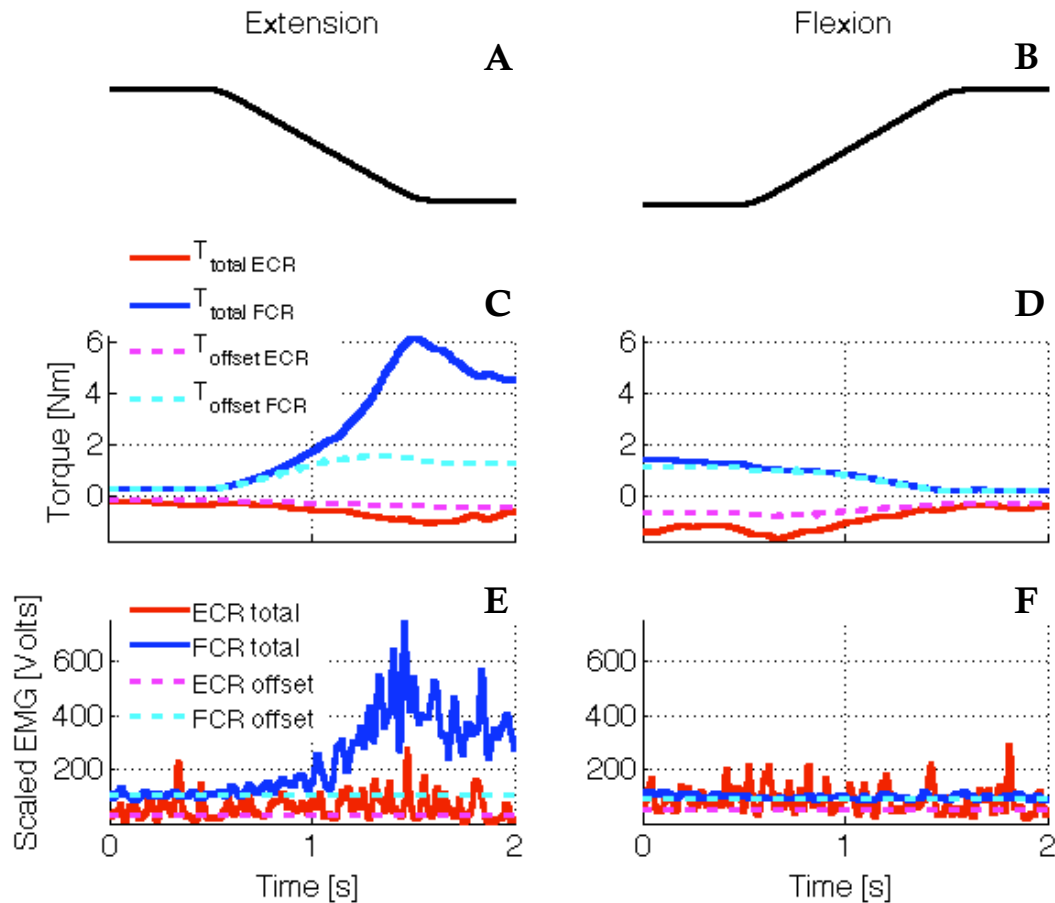 Extension
Flexion
A
B
T total ECR
T total FCR
T offset ECR
T offset FCR
C
D
Torque [Nm]
6
4
2
0
6
4
2
0
ECR total
FCR total
ECR offset
FCR offset
E
F
Scaled EMG [Volts]
600
400
200
600
400
200
0
1
2
0
1
2
Time [s]
Time [s]